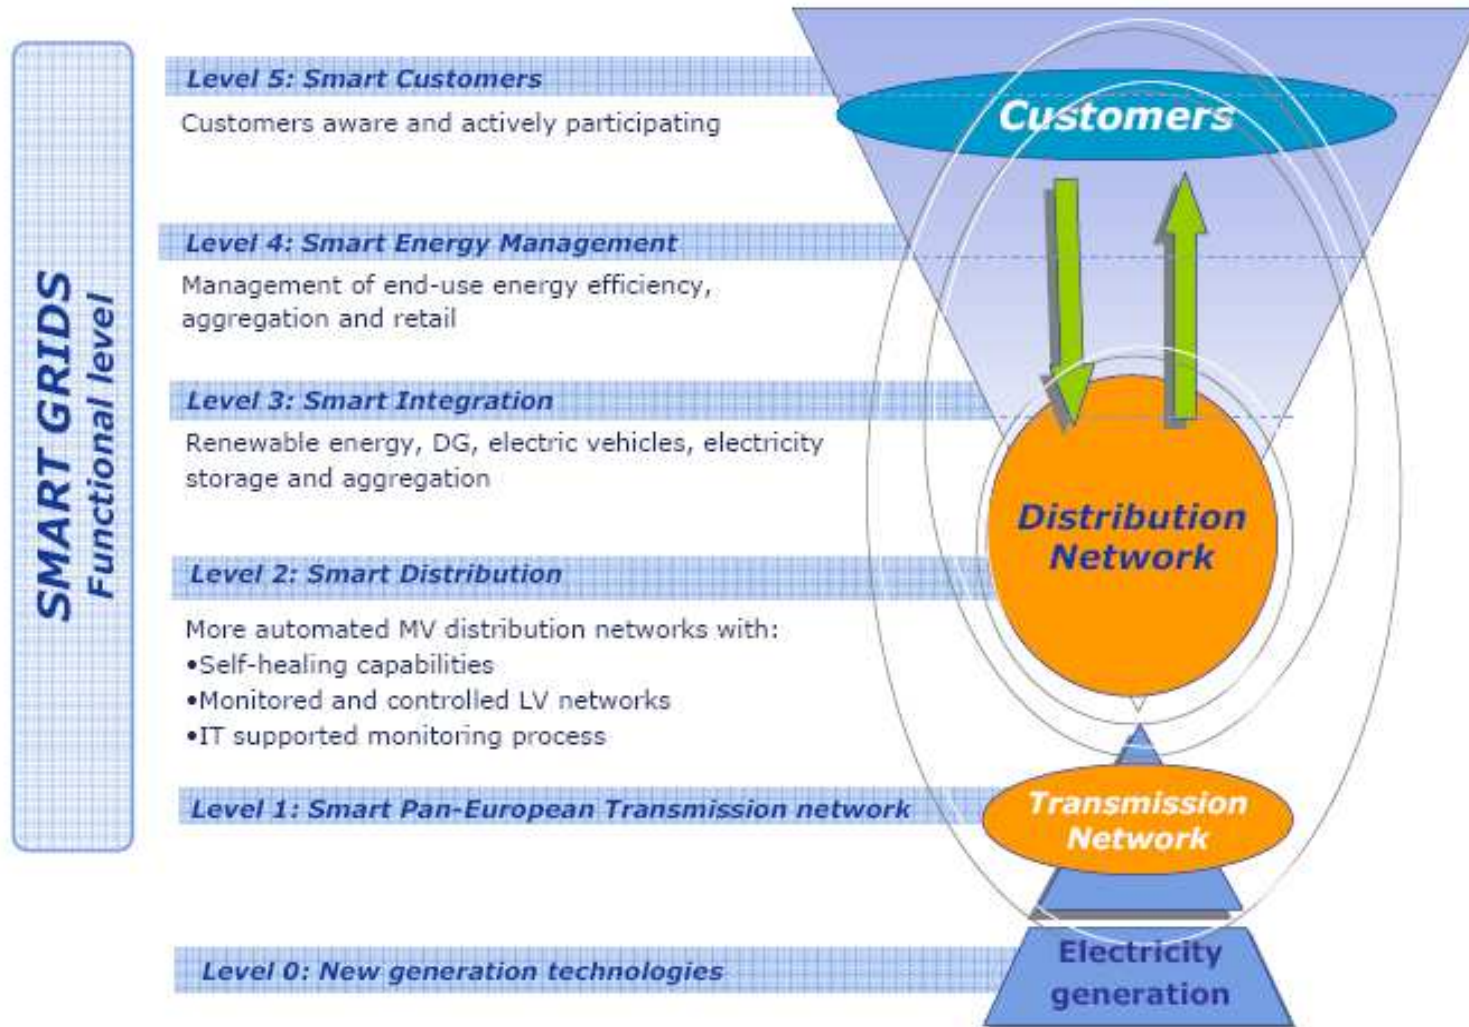 SMART GRIDS
Functional level
Level 5: Smart Customers
Customers aware and actively participating
Level 4: Smart Energy Management
Management of end-use energy efficiency,
aggregation and retail
Level 3: Smart Integration
Renewable energy, DG, electric vehicles, electricity
storage and aggregation
Level 2: Smart Distribution
More automated MV distribution networks with:
•Self-healing capabilities
•Monitored and controlled LV networks
•IT supported monitoring process
Level 1: Smart Pan-European Transmission network
Level 0: New generation technologies
Customers
Distribution
Network
Transmission
Network
Electricity
generation